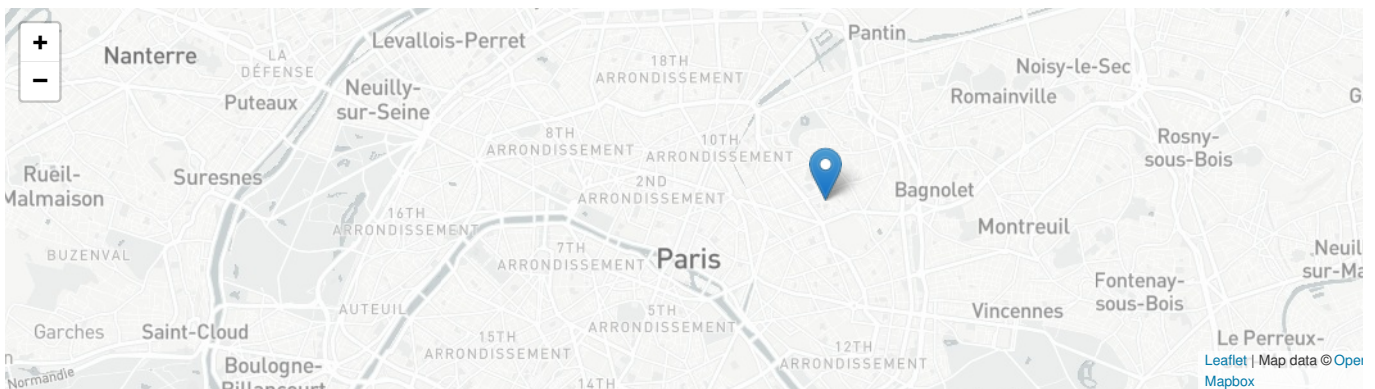 +
−
Nanterre
LA
DÉFENSE
Levallois-Perret
18TH
ARRONDISSEMENT
Pantin
Noisy-le-Sec
Puteaux
Neuilly-
sur-Seine
Romainville
G
8TH
ARRONDISSEMENT
10TH
ARRONDISSEMENT
Rosny-
sous-Bois
Rueil-
Malmaison
Suresnes
2ND
ARRONDISSEMENT
Bagnolet
16TH
ARRONDISSEMENT
Montreuil
BUZENVAL
7TH
ARRONDISSEMENT
Paris
Neuil
sur-Ma
Fontenay-
sous-Bois
AUTEUIL
5TH
ARRONDISSEMENT
Vincennes
Garches
Saint-Cloud
15TH
ARRONDISSEMENT
12TH
ARRONDISSEMENT
Le Perreux-
n
Normandie
Boulogne-
Billancourt
14TH
Leaflet | Map data © Oper
Mapbox